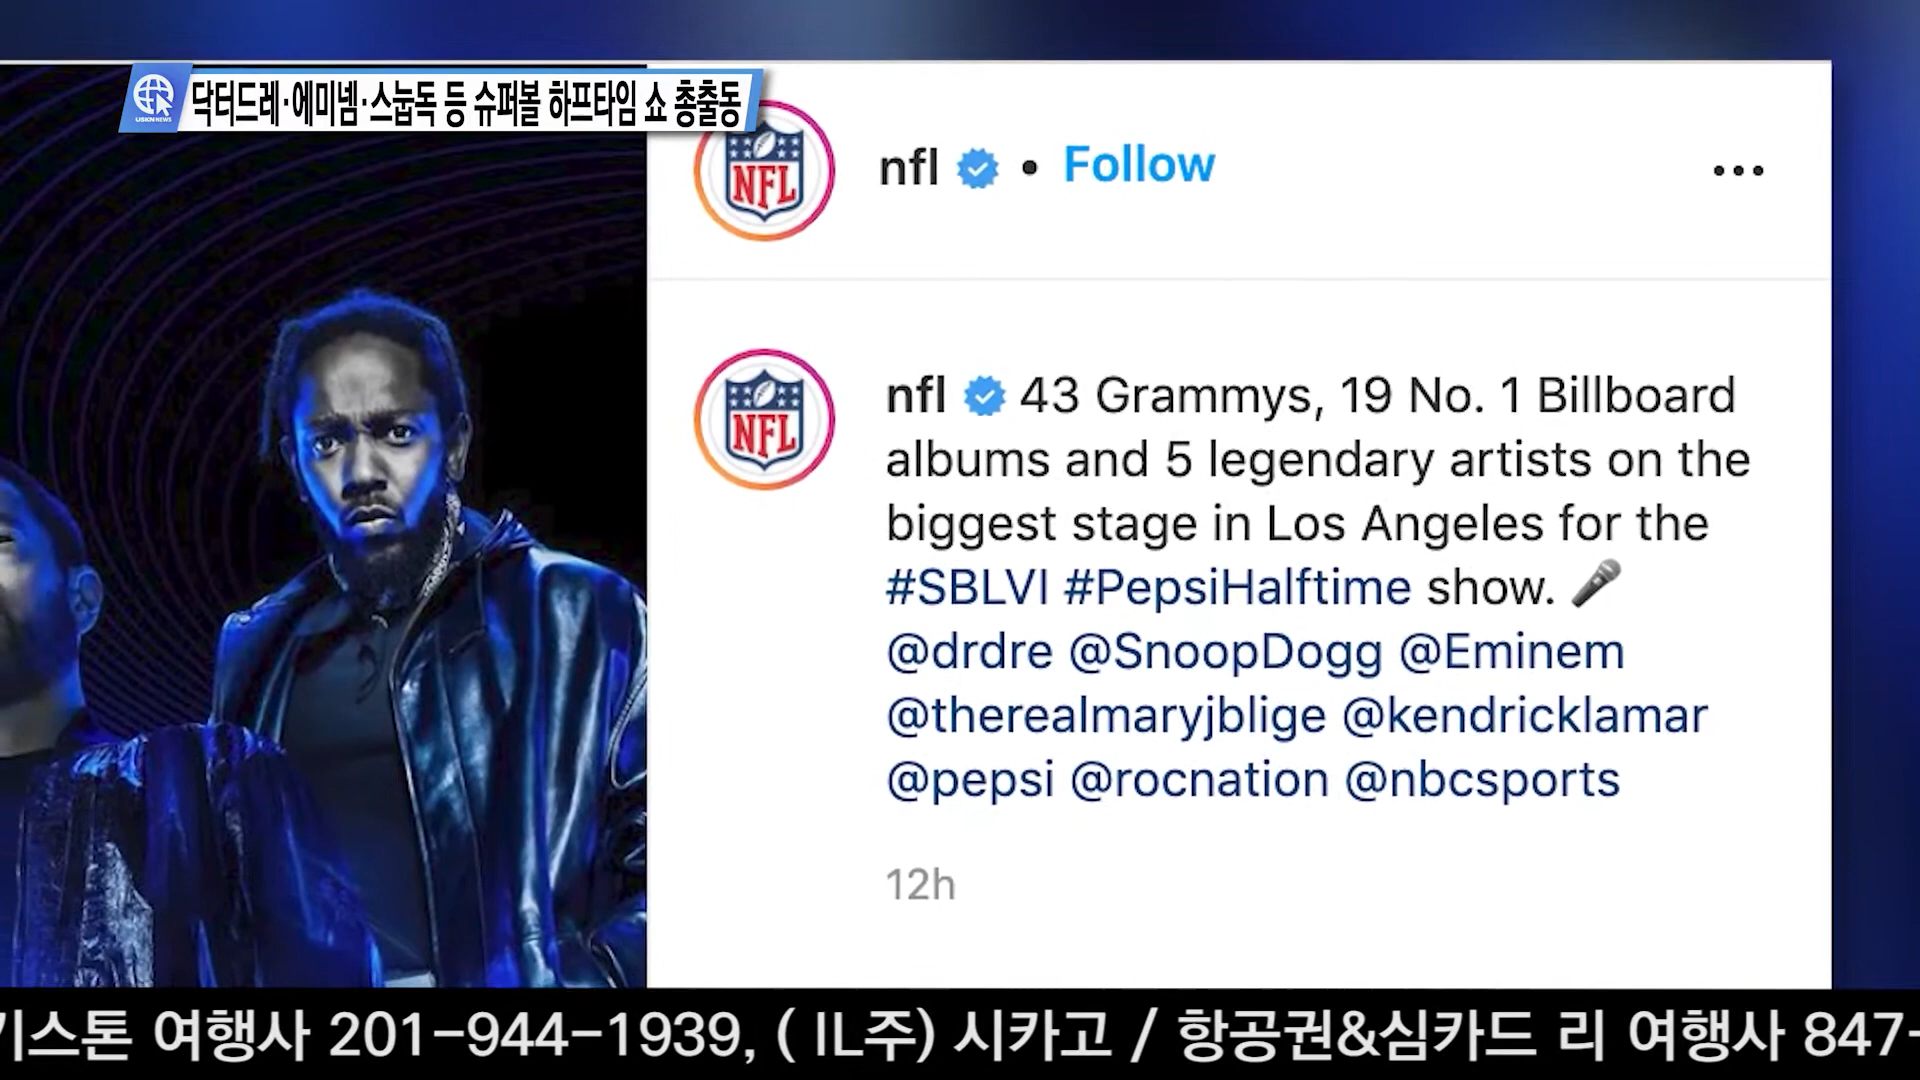 닥터드레·에미넴·스눕독 등 슈퍼볼 하프타임 쇼 총출동
USKN NEWS
NFL
nfl • Follow
NFL
nfl 43 Grammys, 19 No. 1 Billboard
albums and 5 legendary artists on the
biggest stage in Los Angeles for the
#SBLVI #PepsiHalftime show. 🎤
@drdre @SnoopDogg @Eminem
@therealmaryjblige @kendricklamar
@pepsi @rocnation @nbcsports
12h
기스톤 여행사 201-944-1939, ( IL주) 시카고 / 항공권&심카드 리 여행사 847-